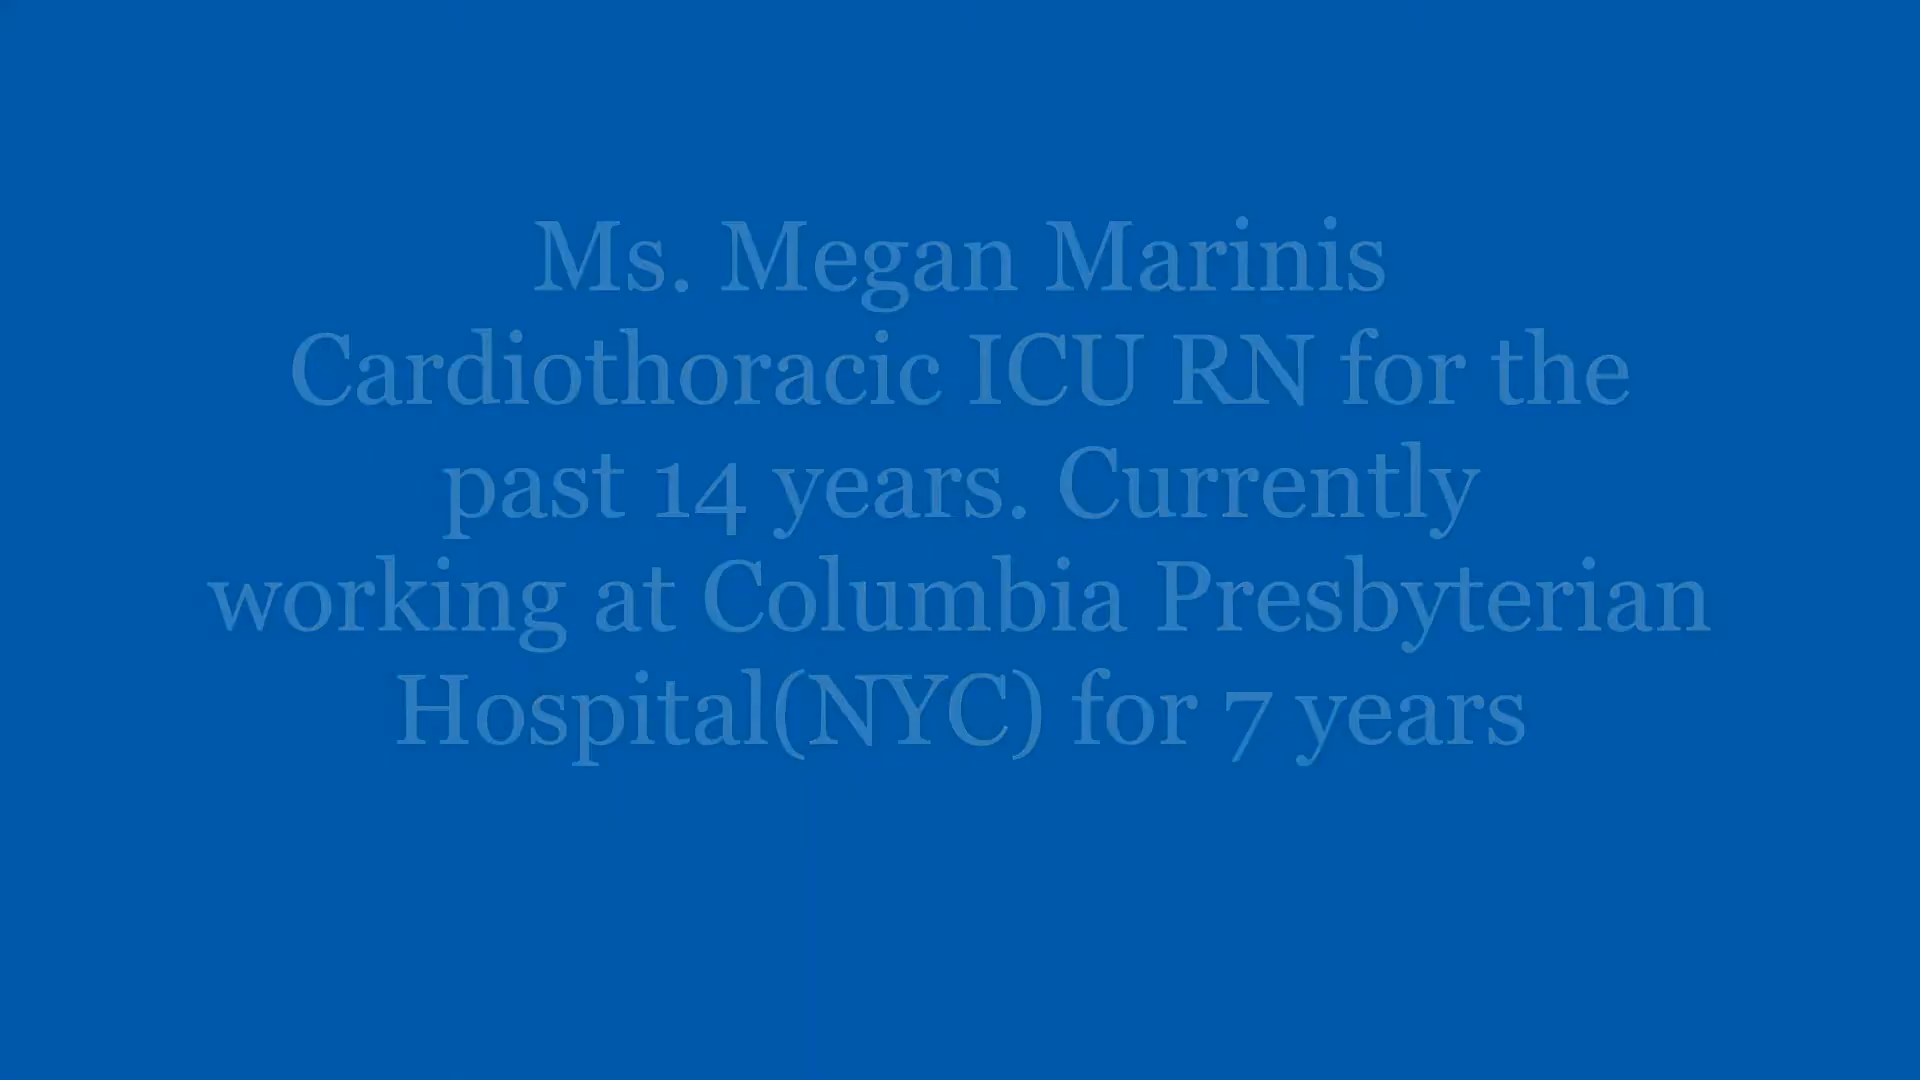 Ms. Megan Marinis
Cardiothoracic ICU RN for the
past 14 years. Currently
working at Columbia Presbyterian
Hospital(NYC) for 7 years